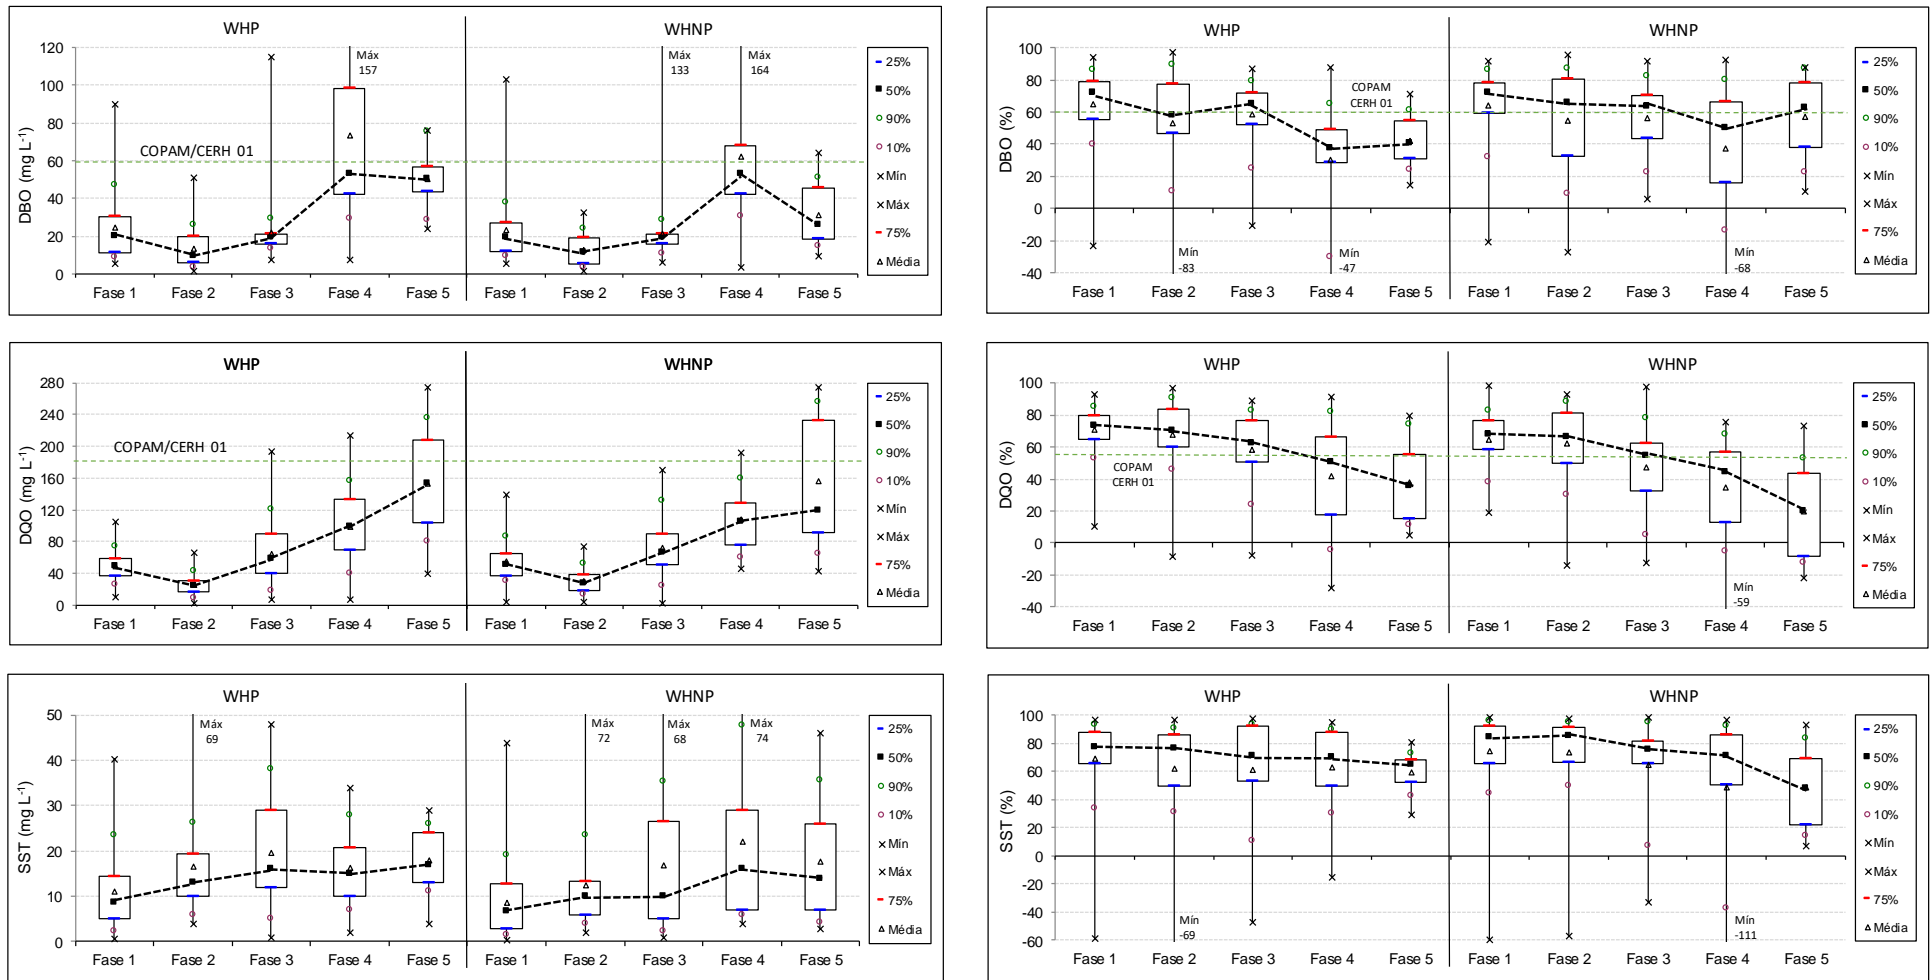 WHP
WHNP
DBO (mg L⁻¹)
120
100
80
60
40
20
0
COPAM/CERH 01
Máx
157
Máx
133
Máx
164
Fase 1
Fase 2
Fase 3
Fase 4
Fase 5
Fase 1
Fase 2
Fase 3
Fase 4
Fase 5
25%
50%
90%
10%
Mín
Máx
75%
Média
WHP
WHNP
DBO (%)
100
80
60
40
20
0
-20
-40
COPAM
CERH 01
Mín
-83
Mín
-47
Mín
-68
Fase 1
Fase 2
Fase 3
Fase 4
Fase 5
Fase 1
Fase 2
Fase 3
Fase 4
Fase 5
25%
50%
90%
10%
Mín
Máx
75%
Média
WHP
WHNP
DQO (mg L⁻¹)
280
240
200
160
120
80
40
0
COPAM/CERH 01
Fase 1
Fase 2
Fase 3
Fase 4
Fase 5
Fase 1
Fase 2
Fase 3
Fase 4
Fase 5
25%
50%
90%
10%
Mín
Máx
75%
Média
WHP
WHNP
DQO (%)
100
80
60
40
20
0
-20
-40
COPAM
CERH 01
Mín
-59
Fase 1
Fase 2
Fase 3
Fase 4
Fase 5
Fase 1
Fase 2
Fase 3
Fase 4
Fase 5
25%
50%
90%
10%
Mín
Máx
75%
Média
WHP
WHNP
SST (mg L⁻¹)
50
40
30
20
10
0
Máx
69
Máx
72
Máx
68
Máx
74
Fase 1
Fase 2
Fase 3
Fase 4
Fase 5
Fase 1
Fase 2
Fase 3
Fase 4
Fase 5
25%
50%
90%
10%
Mín
Máx
75%
Média
WHP
WHNP
SST (%)
100
80
60
40
20
0
-20
-40
-60
Mín
-69
Mín
-111
Fase 1
Fase 2
Fase 3
Fase 4
Fase 5
Fase 1
Fase 2
Fase 3
Fase 4
Fase 5
25%
50%
90%
10%
Mín
Máx
75%
Média